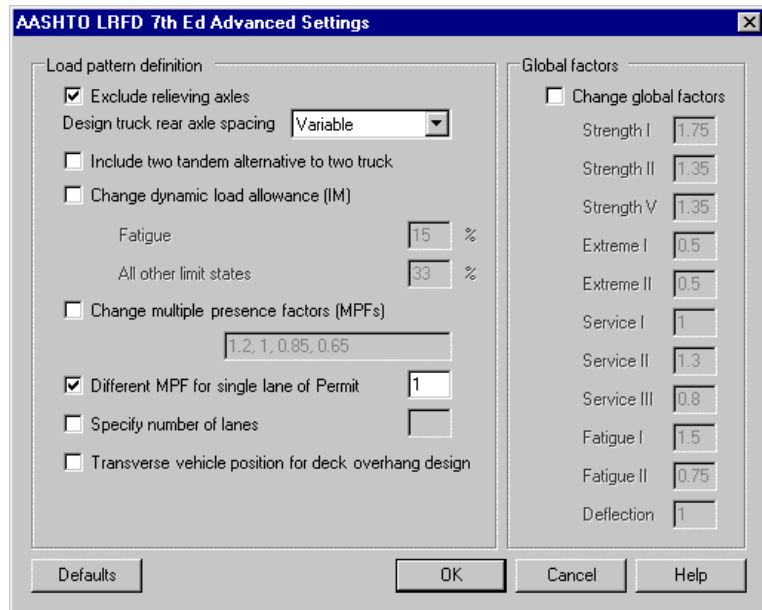 AASHTO LRFD 7th Ed Advanced Settings
Load pattern definition
Exclude relieving axles
Design truck rear axle spacing Variable
Include two tandem alternative to two truck
Change dynamic load allowance (IM)
Fatigue 15 %
All other limit states 33 %
Change multiple presence factors (MPFs)
1.2, 1, 0.85, 0.65
Different MPF for single lane of Permit 1
Specify number of lanes
Transverse vehicle position for deck overhang design
Global factors
Change global factors
Strength I 1.75
Strength II 1.35
Strength V 1.35
Extreme I 0.5
Extreme II 0.5
Service I 1
Service II 1.3
Service III 0.8
Fatigue I 1.5
Fatigue II 0.75
Deflection 1
Defaults OK Cancel Help